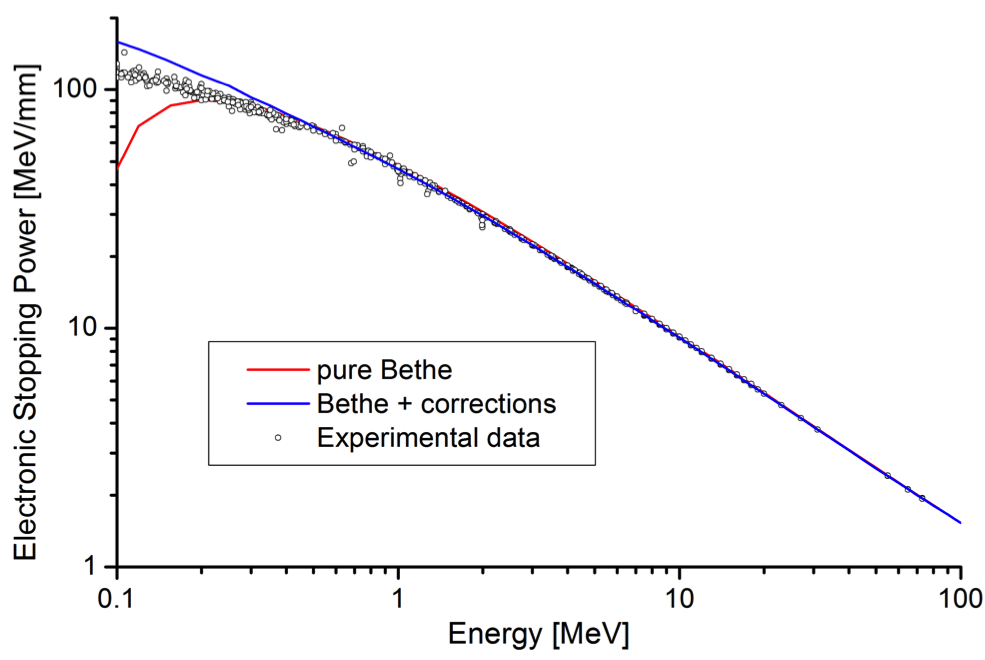 Electronic Stopping Power [MeV/mm]
100
10
1
pure Bethe
Bethe + corrections
Experimental data
0.1 1 10 100
Energy [MeV]